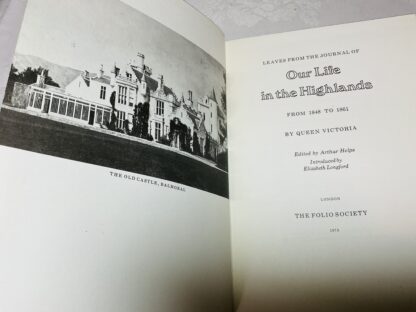 THE OLD CASTLE, BALMORAL
LEAVES FROM THE JOURNAL OF
Our Life
in the Highlands
FROM 1848 TO 1861
BY QUEEN VICTORIA
Edited by Arthur Helps
Introduced by
Elizabeth Longford
LONDON
THE FOLIO SOCIETY